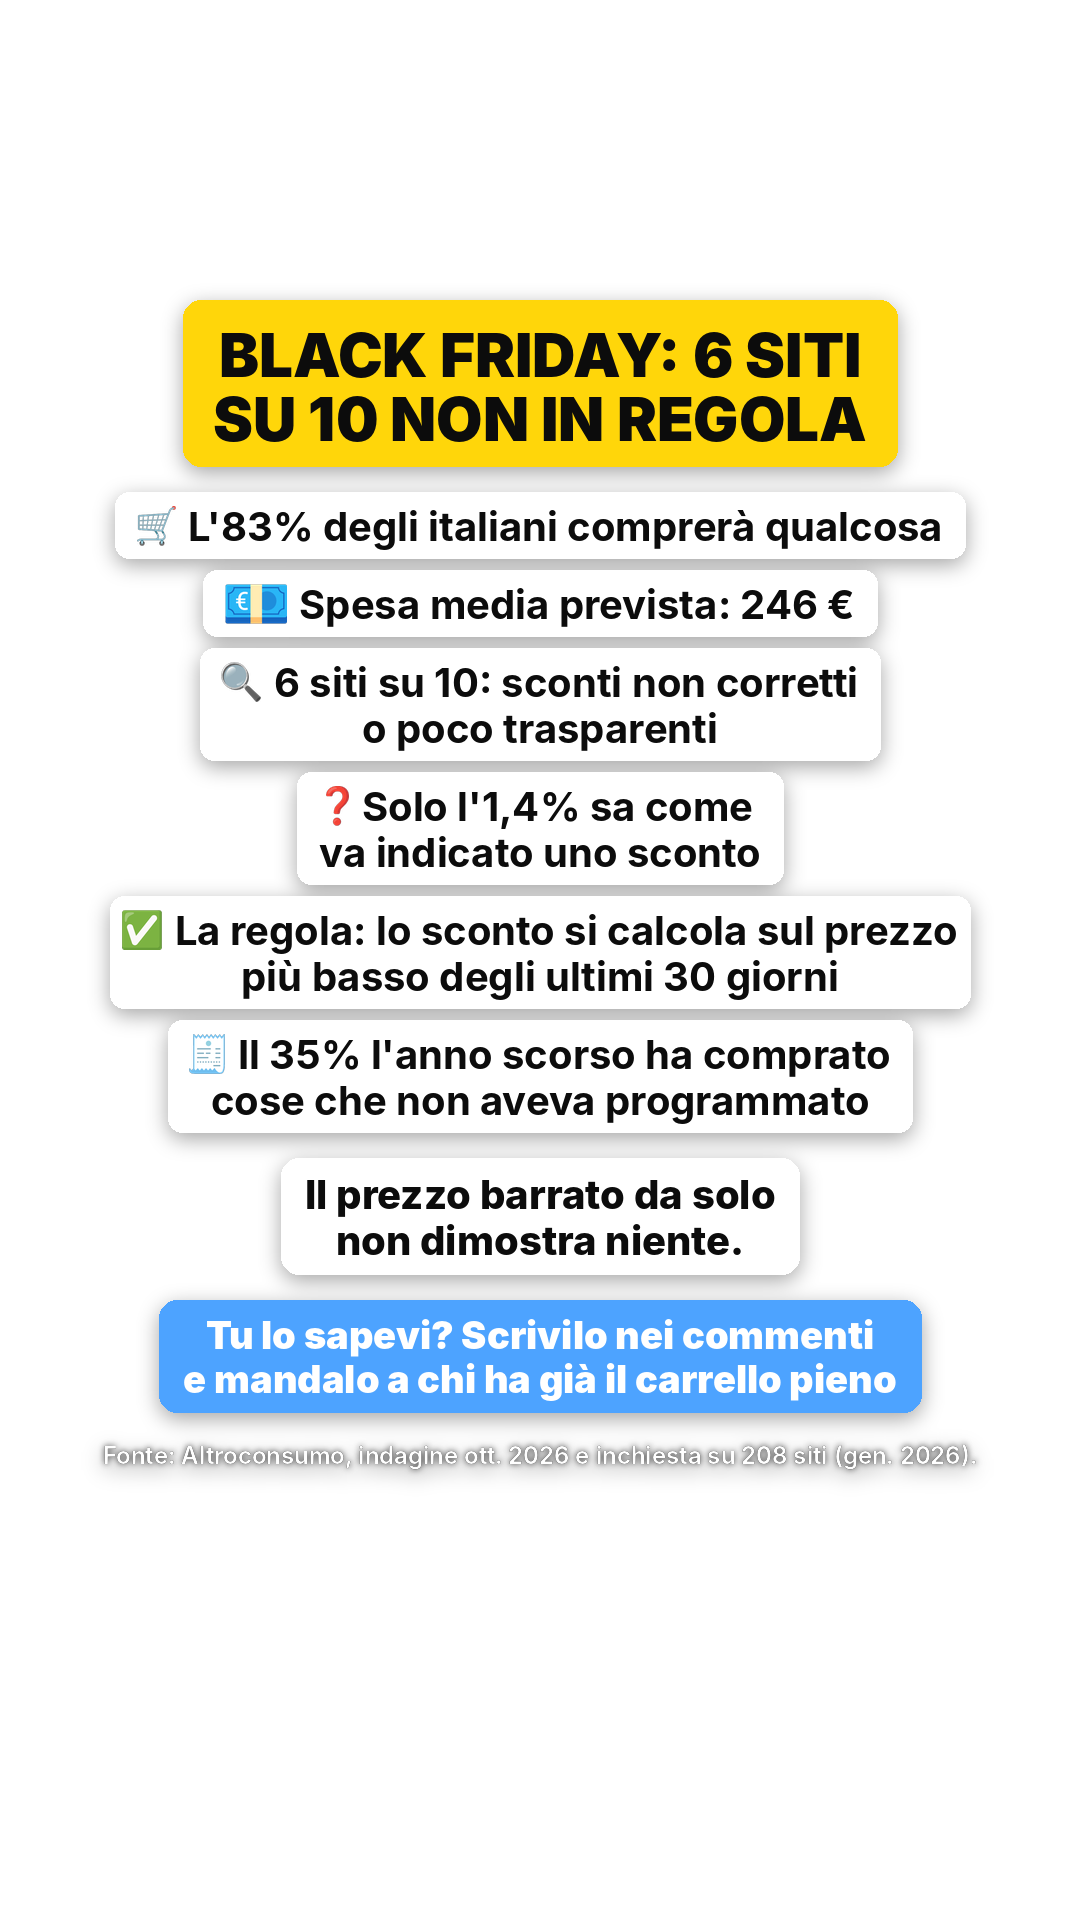 BLACK FRIDAY: 6 SITI
SU 10 NON IN REGOLA
🛒 L'83% degli italiani comprerà qualcosa
💶 Spesa media prevista: 246 €
🔍 6 siti su 10: sconti non corretti
o poco trasparenti
❓ Solo l'1,4% sa come
va indicato uno sconto
✅ La regola: lo sconto si calcola sul prezzo
più basso degli ultimi 30 giorni
🧾 Il 35% l'anno scorso ha comprato
cose che non aveva programmato
Il prezzo barrato da solo
non dimostra niente.
Tu lo sapevi? Scrivilo nei commenti
e mandalo a chi ha già il carrello pieno
Fonte: Altroconsumo, indagine ott. 2026 e inchiesta su 208 siti (gen. 2026).